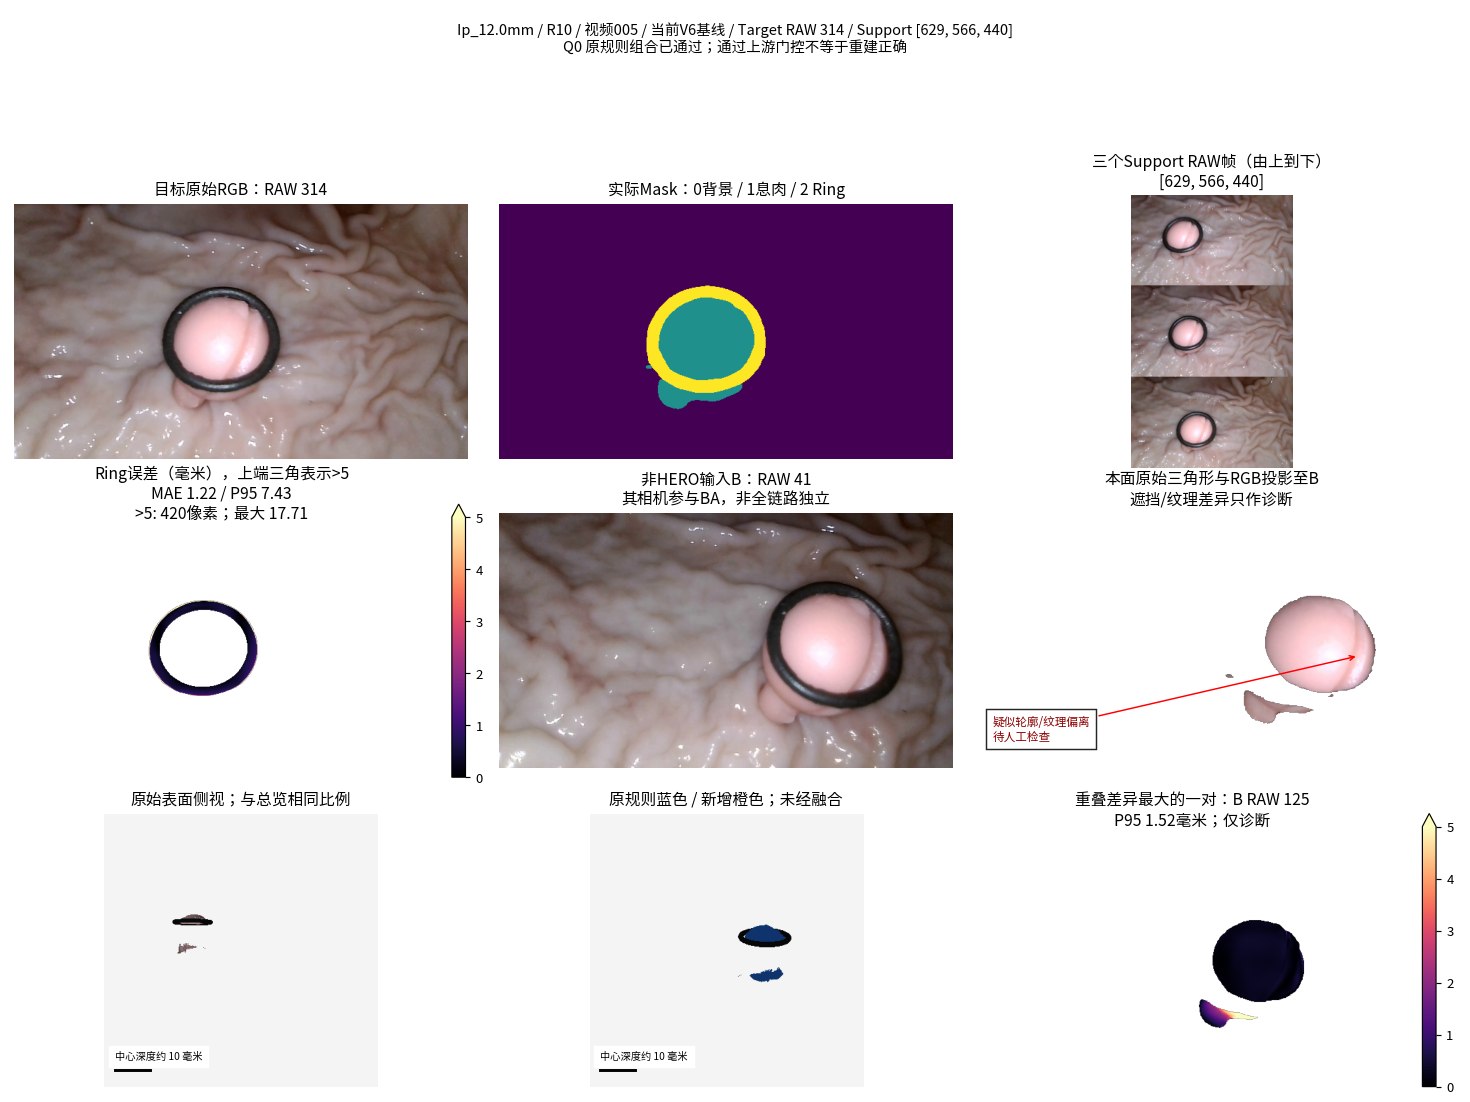 Ip_12.0mm / R10 / 视频005 / 当前V6基线 / Target RAW 314 / Support [629, 566, 440]
Q0 原规则组合已通过；通过上游门控不等于重建正确
目标原始RGB：RAW 314
实际Mask：0背景 / 1息肉 / 2 Ring
三个Support RAW帧（由上到下）
[629, 566, 440]
Ring误差（毫米），上端三角表示>5
MAE 1.22 / P95 7.43
>5: 420像素；最大 17.71
5
4
3
2
1
0
非HERO输入B：RAW 41
其相机参与BA，非全链路独立
本面原始三角形与RGB投影至B
遮挡/纹理差异只作诊断
疑似轮廓/纹理偏离
待人工检查
原始表面侧视；与总览相同比例
中心深度约 10 毫米
原规则蓝色 / 新增橙色；未经融合
中心深度约 10 毫米
重叠差异最大的一对：B RAW 125
P95 1.52毫米；仅诊断
5
4
3
2
1
0